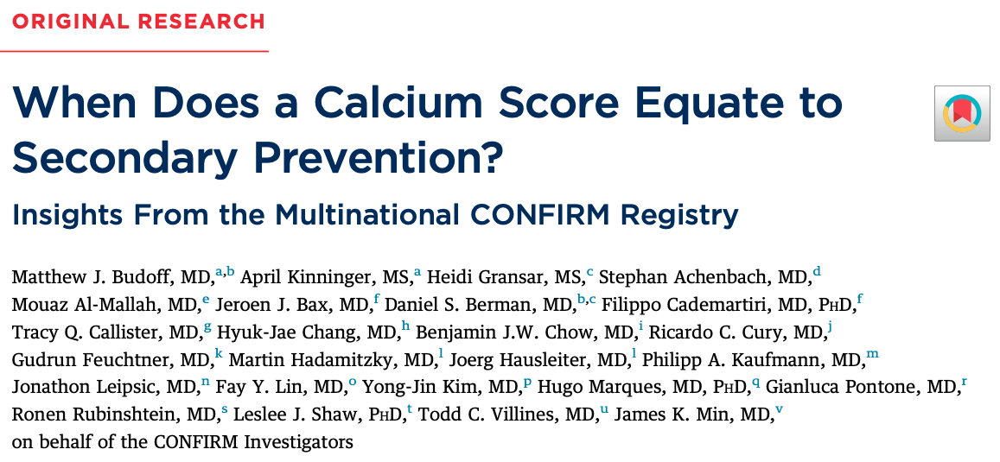 ORIGINAL RESEARCH
When Does a Calcium Score Equate to
Secondary Prevention?
Insights From the Multinational CONFIRM Registry
Matthew J. Budoff, MD,a,b April Kinninger, MS,a Heidi Gransar, MS,c Stephan Achenbach, MD,d
Mouaz Al-Mallah, MD,e Jeroen J. Bax, MD,f Daniel S. Berman, MD,b,c Filippo Cademartiri, MD, PhD,f
Tracy Q. Callister, MD,g Hyuk-Jae Chang, MD,h Benjamin J.W. Chow, MD,i Ricardo C. Cury, MD,j
Gudrun Feuchtner, MD,k Martin Hadamitzky, MD,l Joerg Hausleiter, MD,l Philipp A. Kaufmann, MD,m
Jonathon Leipsic, MD,n Fay Y. Lin, MD,o Yong-Jin Kim, MD,p Hugo Marques, MD, PhD,q Gianluca Pontone, MD,r
Ronen Rubinshtein, MD,s Leslee J. Shaw, PhD,t Todd C. Villines, MD,u James K. Min, MD,v
on behalf of the CONFIRM Investigators